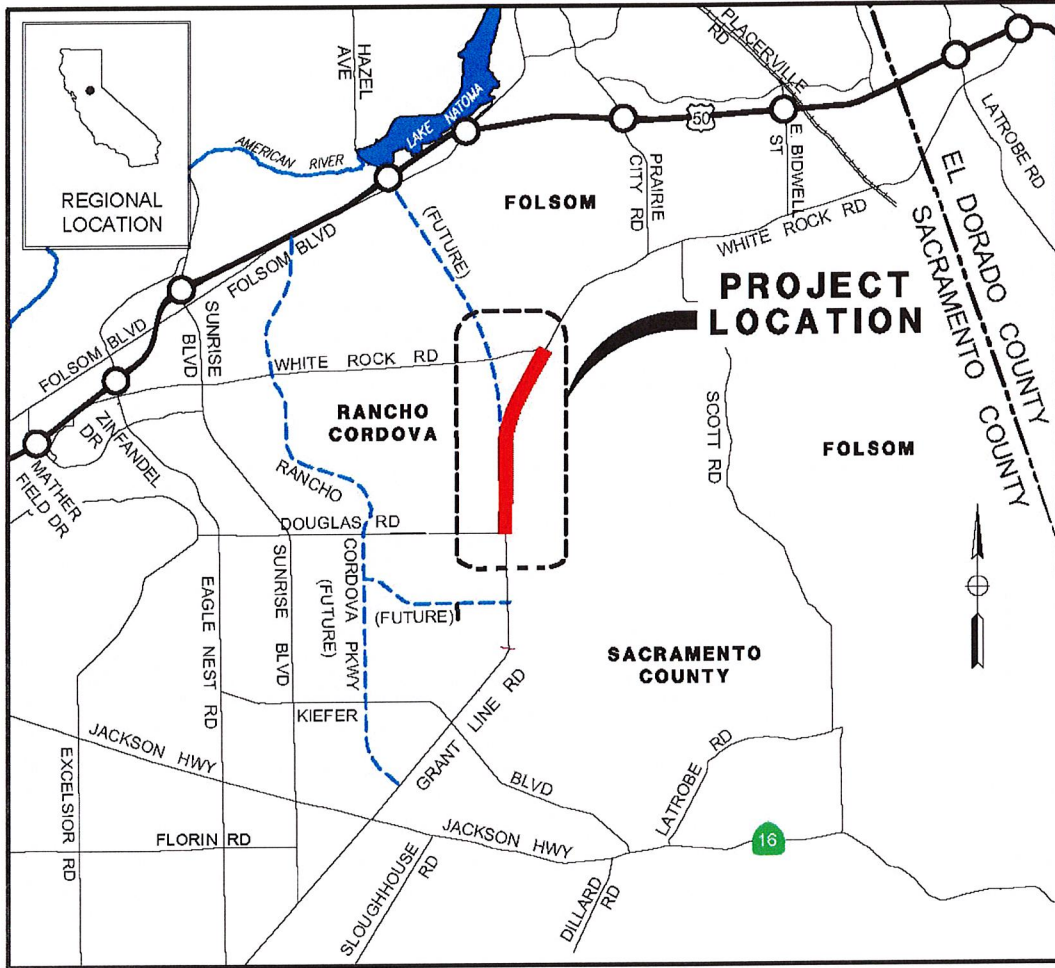 REGIONAL
LOCATION
HAZEL
AVE
LAKE NATOMA
AMERICAN RIVER
PLACERVILLE
RD
50
E. BIDWELL
ST
LATROBE RD
PRAIRIE
CITY RD
FOLSOM
WHITE ROCK RD
EL DORADO COUNTY
SACRAMENTO COUNTY
(FUTURE)
FOLSOM BLVD
PROJECT
LOCATION
SUNRISE
BLVD
FOLSOM BLVD
WHITE ROCK RD
RANCHO
CORDOVA
SCOTT RD
FOLSOM
ZINFANDEL
DR
MATHER
FIELD DR
RANCHO
CORDOVA PKWY
(FUTURE)
DOUGLAS RD
SUNRISE BLVD
EAGLE NEST RD
(FUTURE)
SACRAMENTO
COUNTY
KIEFER
BLVD
GRANT LINE RD
JACKSON HWY
EXCELSIOR RD
FLORIN RD
JACKSON HWY
LATROBE RD
16
SLOUGHHOUSE
RD
DILLARD
RD